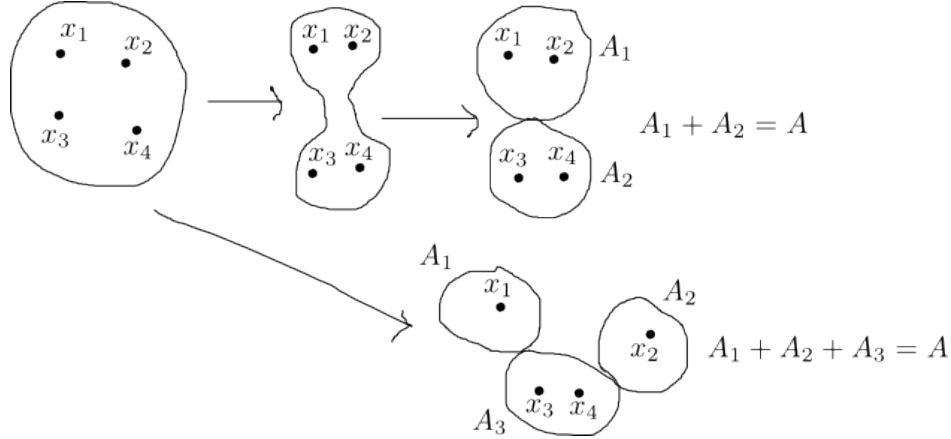 x₁ x₂
x₃ x₄
x₁ x₂
x₃ x₄
x₁ x₂ A₁
x₃ x₄ A₂
A₁ + A₂ = A
A₁
x₁
A₂
x₂
x₃ x₄
A₃
A₁ + A₂ + A₃ = A